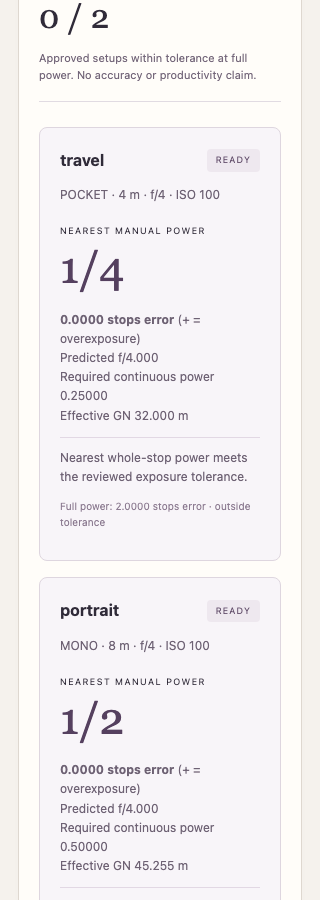 0 / 2
Approved setups within tolerance at full
power. No accuracy or productivity claim.
travel
READY
POCKET · 4 m · f/4 · ISO 100
NEAREST MANUAL POWER
1/4
0.0000 stops error (+ =
overexposure)
Predicted f/4.000
Required continuous power
0.25000
Effective GN 32.000 m
Nearest whole-stop power meets
the reviewed exposure tolerance.
Full power: 2.0000 stops error · outside
tolerance
portrait
READY
MONO · 8 m · f/4 · ISO 100
NEAREST MANUAL POWER
1/2
0.0000 stops error (+ =
overexposure)
Predicted f/4.000
Required continuous power
0.50000
Effective GN 45.255 m